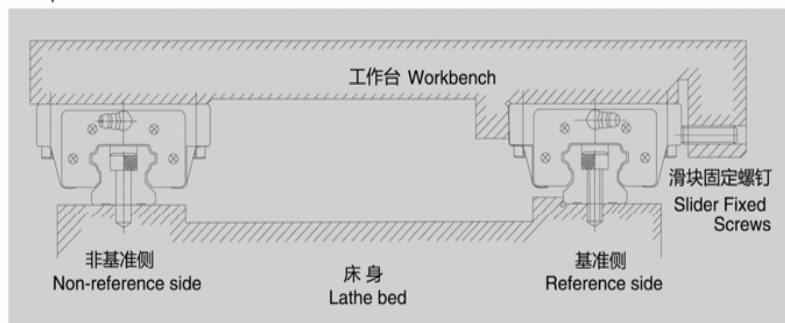 工作台 Workbench
滑块固定螺钉
Slider Fixed
Screws
非基准侧
Non-reference side
床身
Lathe bed
基准侧
Reference side